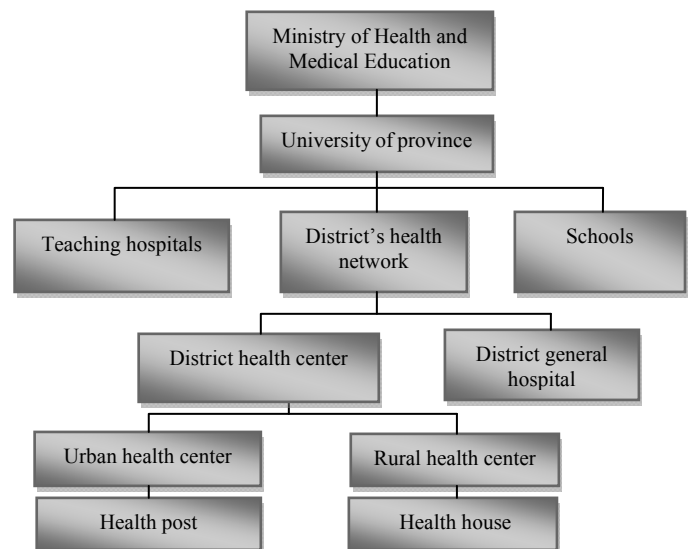 Ministry of Health and
Medical Education
University of province
Teaching hospitals
District’s health
network
Schools
District health center
District general
hospital
Urban health center
Rural health center
Health post
Health house